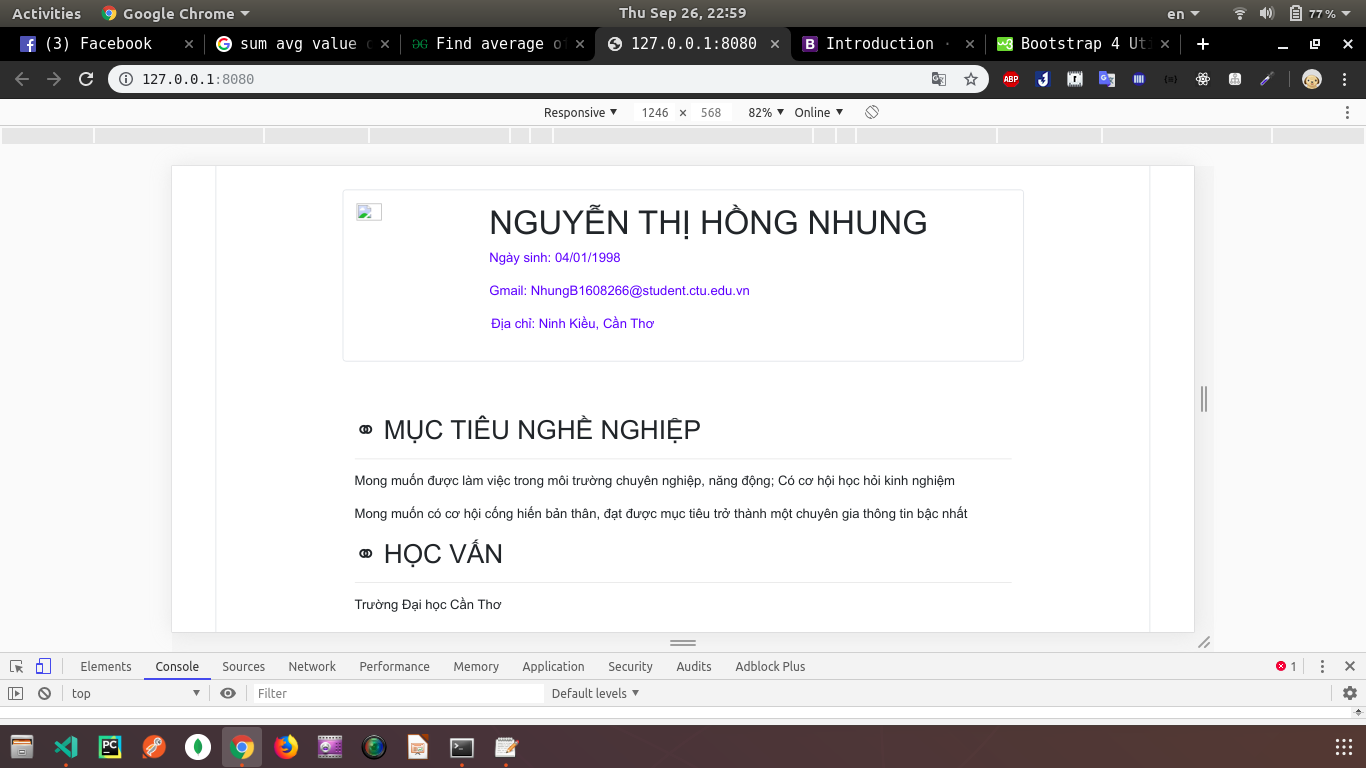 Activities Google Chrome Thu Sep 26, 22:59 en 77 %
(3) Facebook sum avg value Find average of 127.0.0.1:8080 Introduction · Bootstrap 4 Uti
127.0.0.1:8080 ABP
Responsive 1246 × 568 82% Online
NGUYỄN THỊ HỒNG NHUNG
Ngày sinh: 04/01/1998
Gmail: NhungB1608266@student.ctu.edu.vn
Địa chỉ: Ninh Kiều, Cần Thơ
MỤC TIÊU NGHỀ NGHIỆP
Mong muốn được làm việc trong môi trường chuyên nghiệp, năng động; Có cơ hội học hỏi kinh nghiệm
Mong muốn có cơ hội cống hiến bản thân, đạt được mục tiêu trở thành một chuyên gia thông tin bậc nhất
HỌC VẤN
Trường Đại học Cần Thơ
Elements Console Sources Network Performance Memory Application Security Audits Adblock Plus 1
top Filter Default levels